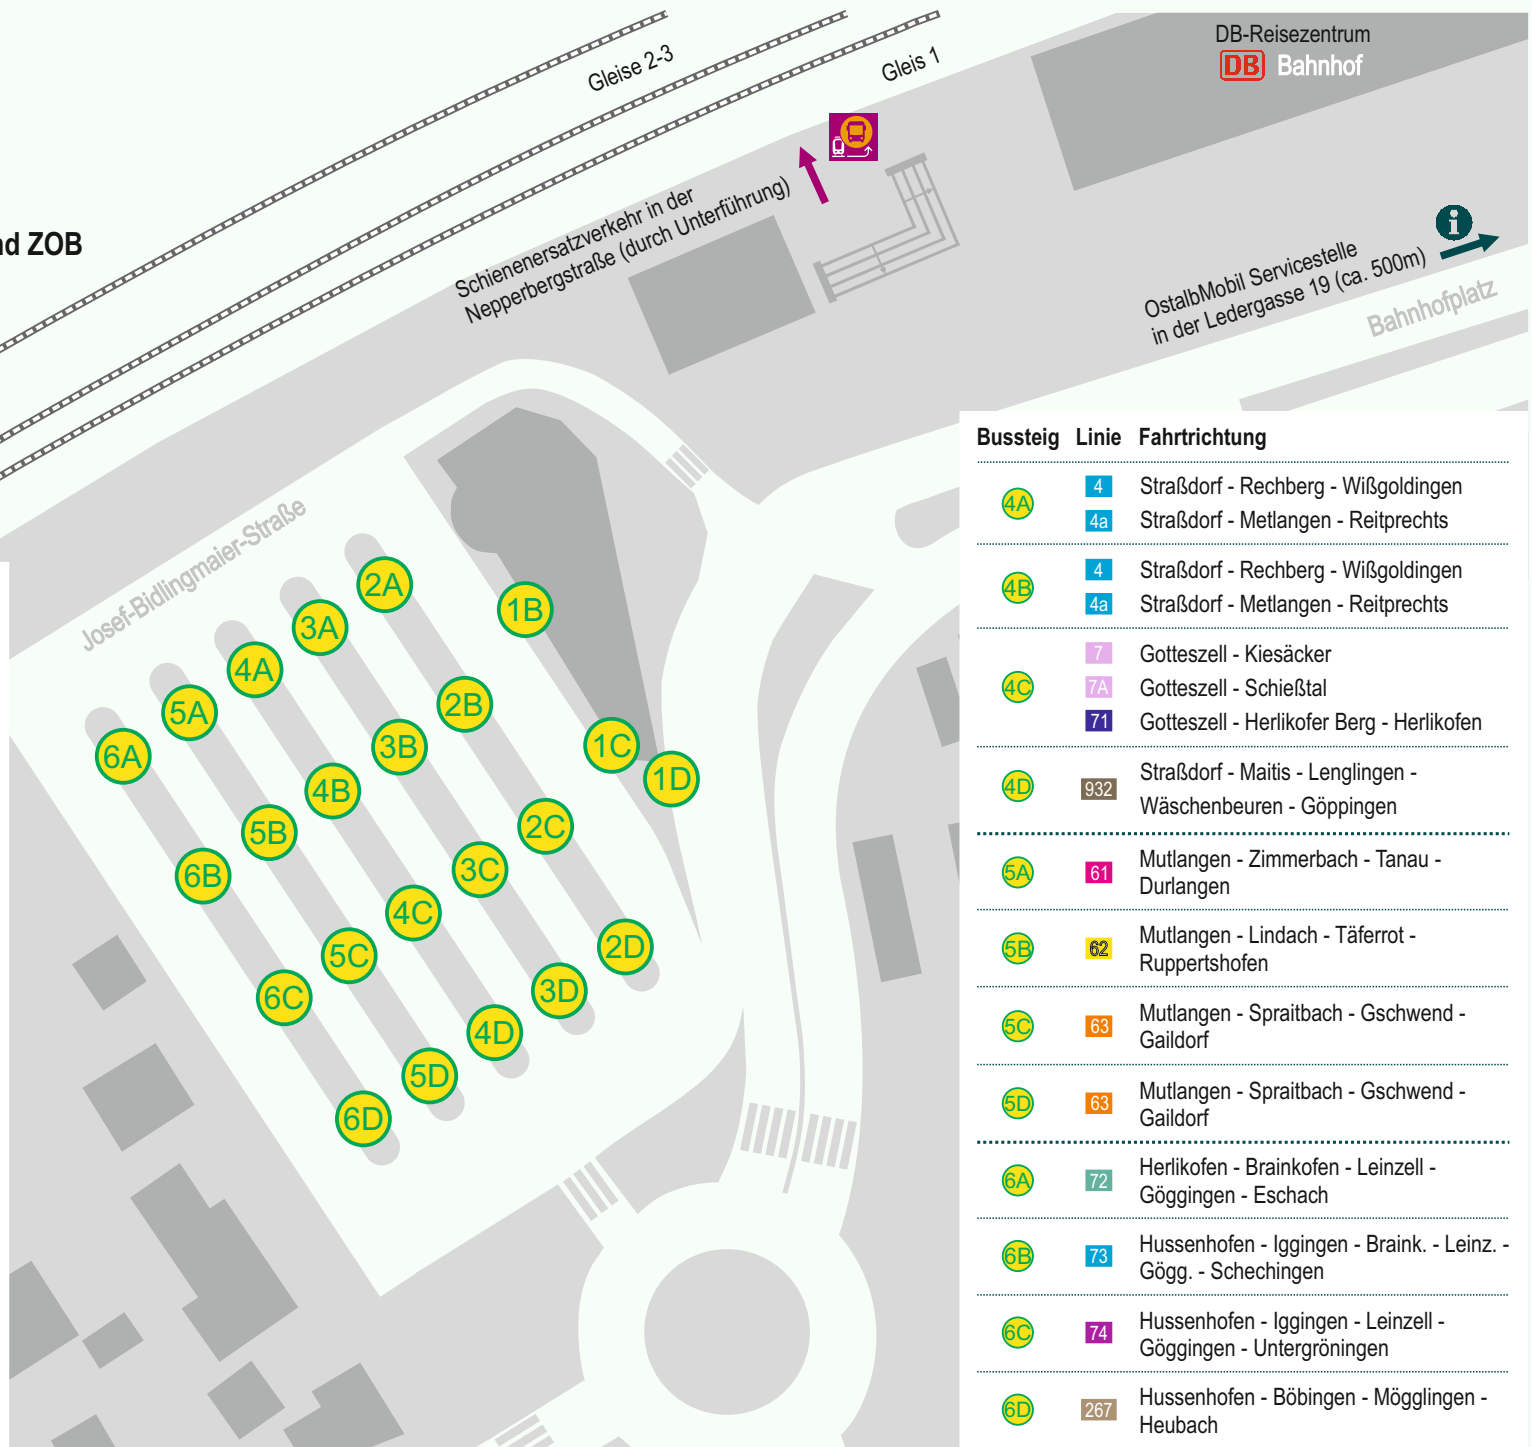 Gleise 2-3
Gleis 1
DB-Reisezentrum
DB Bahnhof
nd ZOB
Schienenersatzverkehr in der
Nepperbergstraße (durch Unterführung)
i
OstalbMobil Servicestelle
in der Ledergasse 19 (ca. 500m)
Bahnhofplatz
Josef-Bidlingmaier-Straße
2A
1B
3A
4A
2B
5A
3B
1C
6A
1D
4B
2C
5B
3C
6B
4C
2D
5C
3D
6C
4D
5D
6D
Bussteig Linie Fahrtrichtung
4A 4 Straßdorf - Rechberg - Wißgoldingen
4a Straßdorf - Metlangen - Reitprechts
4B 4 Straßdorf - Rechberg - Wißgoldingen
4a Straßdorf - Metlangen - Reitprechts
4C 7 Gotteszell - Kiesäcker
7A Gotteszell - Schießtal
71 Gotteszell - Herlikofer Berg - Herlikofen
4D 932 Straßdorf - Maitis - Lenglingen -
Wäschenbeuren - Göppingen
5A 61 Mutlangen - Zimmerbach - Tanau -
Durlangen
5B 62 Mutlangen - Lindach - Täferrot -
Ruppertshofen
5C 63 Mutlangen - Spraitbach - Gschwend -
Gaildorf
5D 63 Mutlangen - Spraitbach - Gschwend -
Gaildorf
6A 72 Herlikofen - Brainkofen - Leinzell -
Göggingen - Eschach
6B 73 Hussenhofen - Iggingen - Braink. - Leinz. -
Gögg. - Schechingen
6C 74 Hussenhofen - Iggingen - Leinzell -
Göggingen - Untergröningen
6D 267 Hussenhofen - Böbingen - Mögglingen -
Heubach